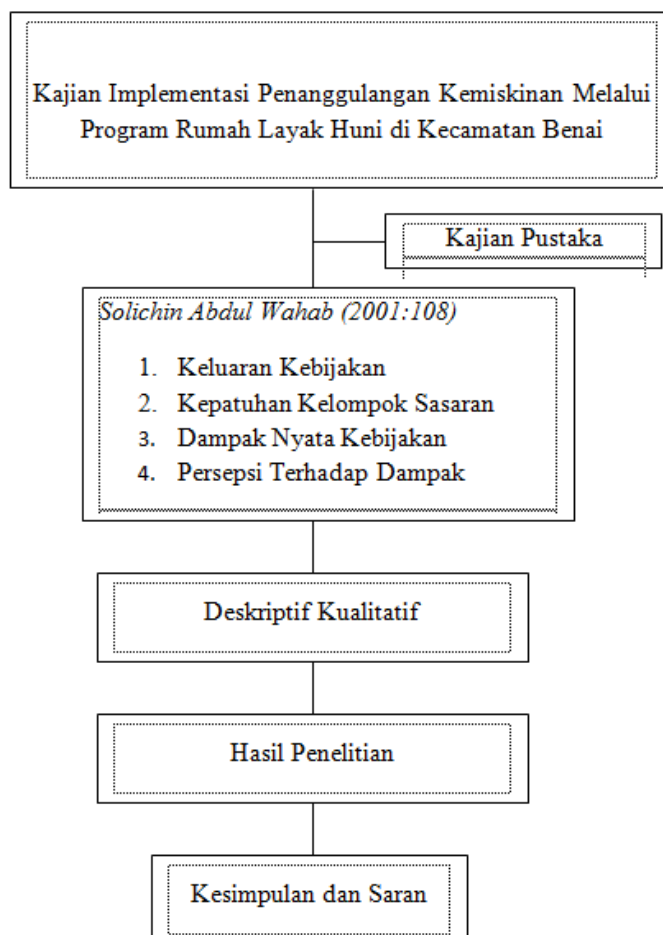 Kajian Implementasi Penanggulangan Kemiskinan Melalui
Program Rumah Layak Huni di Kecamatan Benai
Kajian Pustaka
Solichin Abdul Wahab (2001:108)
1. Keluaran Kebijakan
2. Kepatuhan Kelompok Sasaran
3. Dampak Nyata Kebijakan
4. Persepsi Terhadap Dampak
Deskriptif Kualitatif
Hasil Penelitian
Kesimpulan dan Saran